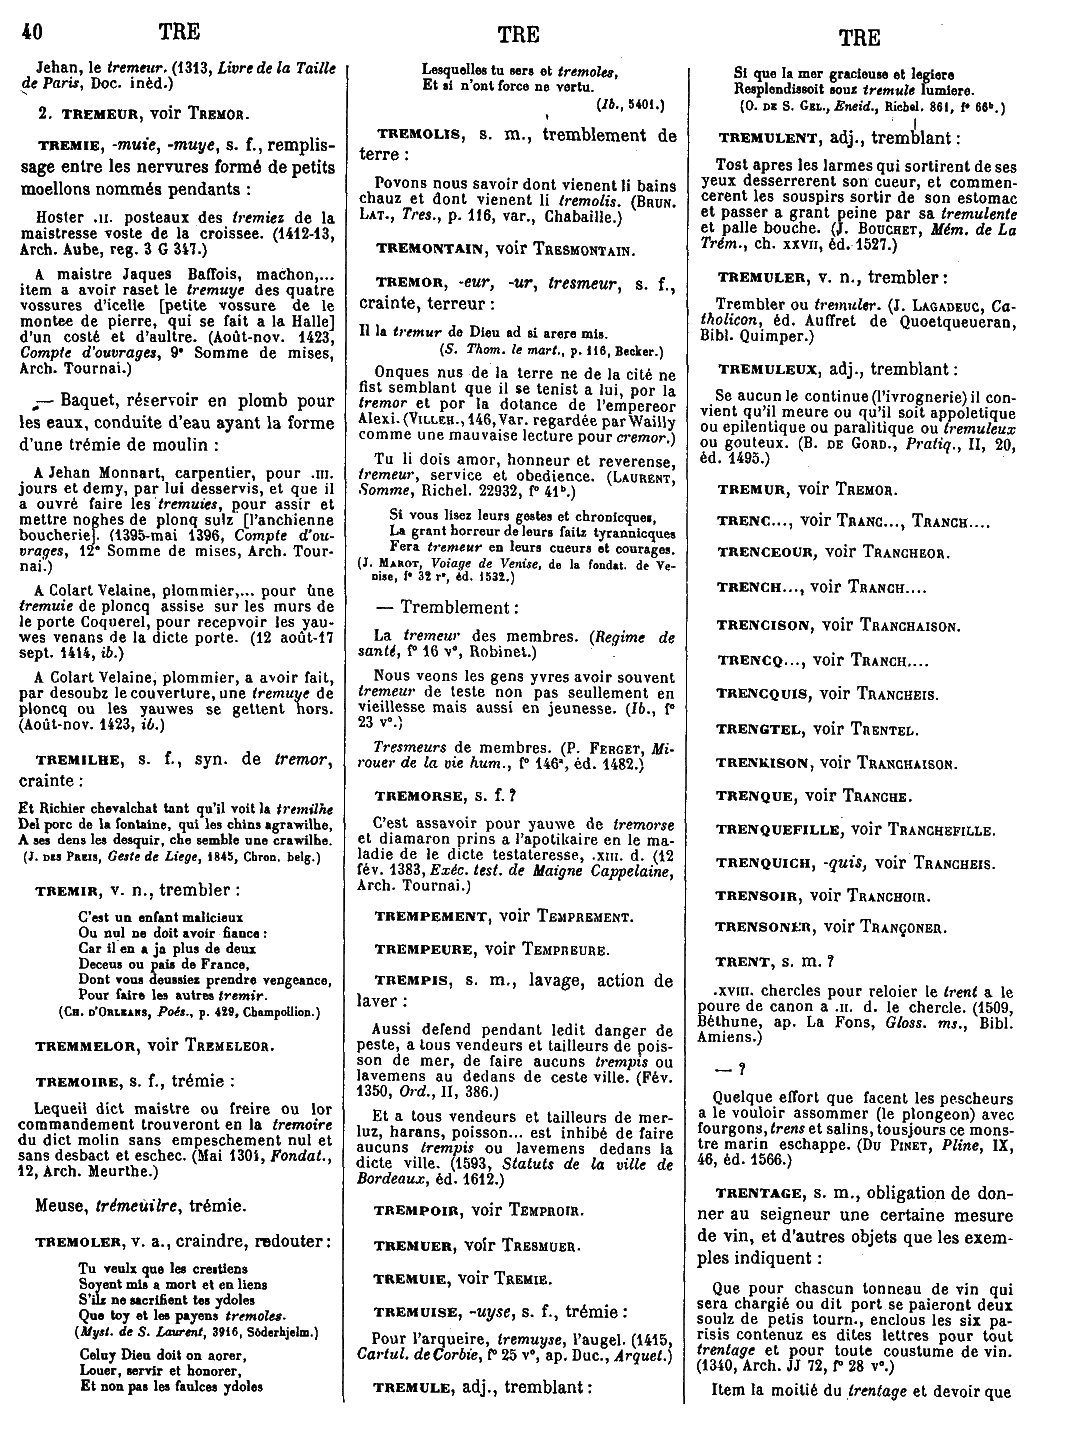 40 TRE TRE TRE
Jehan, le tremeur. (1313, Livre de la Taille
de Paris, Doc. inéd.)
2. TREMEUR, voir TREMOR.
TREMIE, -muie, -muye, s. f., remplis-
sage entre les nervures formé de petits
moellons nommés pendants :
Hoster .II. posteaux des tremiez de la
maistresse voste de la croissee. (1412-13,
Arch. Aube, reg. 3 G 347.)
A maistre Jaques Baffois, machon,...
item a avoir raset le tremuye des quatre
vossures d'icelle [petite vossure de le
montee de pierre, qui se fait a la Halle]
d'un costé et d'aultre. (Août-nov. 1423,
Compte d'ouvrages, 9e Somme de mises,
Arch. Tournai.)
— Baquet, réservoir en plomb pour
les eaux, conduite d'eau ayant la forme
d'une trémie de moulin :
A Jehan Monnart, carpentier, pour .III.
jours et demy, par lui desservis, et que il
a ouvré faire les tremuies, pour assir et
mettre noghes de plonq sulz [l'anchienne
boucherie]. (1395-mai 1396, Compte d'ou-
vrages, 12e Somme de mises, Arch. Tour-
nai.)
A Colart Velaine, plommier,... pour une
tremuie de ploncq assise sur les murs de
le porte Coquerel, pour recepvoir les yau-
wes venans de la dicte porte. (12 août-17
sept. 1414, ib.)
A Colart Velaine, plommier, a avoir fait,
par desoubz le couverture, une tremuye de
ploncq ou les yauwes se gettent hors.
(Août-nov. 1423, ib.)
TREMILHE, s. f., syn. de tremor,
crainte :
Et Richier chevalchat tant qu'il voit la tremilhe
Del porc de la fontaine, qui les chins agrawilhe,
A ses dens les desquir, che semble une crawilhe.
(J. DES PREIS, Geste de Liege, 1845, Chron. belg.)
TREMIR, v. n., trembler :
C'est un enfant malicieux
Ou nul ne doit avoir fiance :
Car il en a ja plus de deux
Deceus ou pais de France,
Dont vous deussiez prendre vengeance,
Pour faire les autres tremir.
(CH. D'ORLEANS, Poés., p. 429, Champollion.)
TREMMELOR, voir TREMELEOR.
TREMOIRE, s. f., trémie :
Lequeil dict maistre ou freire ou lor
commandement trouveront en la tremoire
du dict molin sans empeschement nul et
sans desbact et eschec. (Mai 1301, Fondat.,
12, Arch. Meurthe.)
Meuse, trémeuilre, trémie.
TREMOLER, v. a., craindre, redouter :
Tu veulx que les crestiens
Soyent mis a mort et en liens
S'ilz ne sacrifient tes ydoles
Que toy et les payens tremoles.
(Myst. de S. Laurent, 3916, Söderhjelm.)
Celuy Dieu doit on aorer,
Louer, servir et honorer,
Et non pas les faulces ydoles
Lesquelles tu sers et tremoles,
Et si n'ont force ne vertu.
(Ib., 5401.)
TREMOLIS, s. m., tremblement de
terre :
Povons nous savoir dont vienent li bains
chauz et dont vienent li tremolis. (BRUN.
LAT., Tres., p. 116, var., Chabaille.)
TREMONTAIN, voir TRESMONTAIN.
TREMOR, -eur, -ur, tresmeur, s. f.,
crainte, terreur :
Il la tremur de Dieu ad si arere mis.
(S. Thom. le mart., p. 116, Becker.)
Onques nus de la terre ne de la cité ne
fist semblant que il se tenist a lui, por la
tremor et por la dotance de l'empereor
Alexi. (VILLEH., 146, Var. regardée par Wailly
comme une mauvaise lecture pour cremor.)
Tu li dois amor, honneur et reverense,
tremeur, service et obedience. (LAURENT,
Somme, Richel. 22932, fo 41b.)
Si vous lisez leurs gestes et chronicques,
La grant horreur de leurs faitz tyrannicques
Fera tremeur en leurs cueurs et courages.
(J. MAROT, Voiage de Venise, de la fondat. de Ve-
nise, fo 32 ro, éd. 1532.)
— Tremblement :
La tremeur des membres. (Regime de
santé, fo 16 vo, Robinet.)
Nous veons les gens yvres avoir souvent
tremeur de teste non pas seullement en
vieillesse mais aussi en jeunesse. (Ib., fo
23 vo.)
Tresmeurs de membres. (P. FERGET, Mi-
rouer de la vie hum., fo 146a, éd. 1482.)
TREMORSE, s. f. ?
C'est assavoir pour yauwe de tremorse
et diamaron prins a l'apotikaire en le ma-
ladie de le dicte testateresse, .XIII. d. (12
fév. 1383, Exéc. test. de Maigne Cappelaine,
Arch. Tournai.)
TREMPEMENT, voir TEMPREMENT.
TREMPEURE, voir TEMPREURE.
TREMPIS, s. m., lavage, action de
laver :
Aussi defend pendant ledit danger de
peste, a tous vendeurs et tailleurs de pois-
son de mer, de faire aucuns trempis ou
lavemens au dedans de ceste ville. (Fév.
1350, Ord., II, 386.)
Et a tous vendeurs et tailleurs de mer-
luz, harans, poisson... est inhibé de faire
aucuns trempis ou lavemens dedans la
dicte ville. (1593, Statuts de la ville de
Bordeaux, éd. 1612.)
TREMPOIR, voir TEMPROIR.
TREMUER, voir TRESMUER.
TREMUIE, voir TREMIE.
TREMUISE, -uyse, s. f., trémie :
Pour l'arqueire, tremuyse, l'augel. (1415,
Cartul. de Corbie, fo 25 vo, ap. Duc., Arquet.)
TREMULE, adj., tremblant :
Si que la mer gracieuse et legiere
Resplendissoit souz tremule lumiere.
(O. DE S. GEL., Eneid., Richel. 861, fo 66b.)
TREMULENT, adj., tremblant :
Tost apres les larmes qui sortirent de ses
yeux desserrerent son cueur, et commen-
cerent les souspirs sortir de son estomac
et passer a grant peine par sa tremulente
et palle bouche. (J. BOUCHET, Mém. de La
Trém., ch. XXVII, éd. 1527.)
TREMULER, v. n., trembler :
Trembler ou tremuler. (J. LAGADEUC, Ca-
tholicon, éd. Auffret de Quoetqueueran,
Bibl. Quimper.)
TREMULEUX, adj., tremblant :
Se aucun le continue (l'ivrognerie) il con-
vient qu'il meure ou qu'il soit appoletique
ou epilentique ou paralitique ou tremuleux
ou gouteux. (B. DE GORD., Pratiq., II, 20,
éd. 1495.)
TREMUR, voir TREMOR.
TRENC..., voir TRANC..., TRANCH....
TRENCEOUR, voir TRANCHEOR.
TRENCH..., voir TRANCH....
TRENCISON, voir TRANCHAISON.
TRENCQ..., voir TRANCH....
TRENCQUIS, voir TRANCHEIS.
TRENGTEL, voir TRENTEL.
TRENKISON, voir TRANCHAISON.
TRENQUE, voir TRANCHE.
TRENQUEFILLE, voir TRANCHEFILLE.
TRENQUICH, -quis, voir TRANCHEIS.
TRENSOIR, voir TRANCHOIR.
TRENSONER, voir TRANÇONER.
TRENT, s. m. ?
.XVIII. chercles pour reloier le trent a le
poure de canon a .II. d. le chercle. (1509,
Béthune, ap. La Fons, Gloss. ms., Bibl.
Amiens.)
— ?
Quelque effort que facent les pescheurs
a le vouloir assommer (le plongeon) avec
fourgons, trens et salins, tousjours ce mons-
tre marin eschappe. (DU PINET, Pline, IX,
46, éd. 1566.)
TRENTAGE, s. m., obligation de don-
ner au seigneur une certaine mesure
de vin, et d'autres objets que les exem-
ples indiquent :
Que pour chascun tonneau de vin qui
sera chargié ou dit port se paieront deux
soulz de petis tourn., enclous les six pa-
risis contenuz es dites lettres pour tout
trentage et pour toute coustume de vin.
(1340, Arch. JJ 72, fo 28 vo.)
Item la moitié du trentage et devoir que